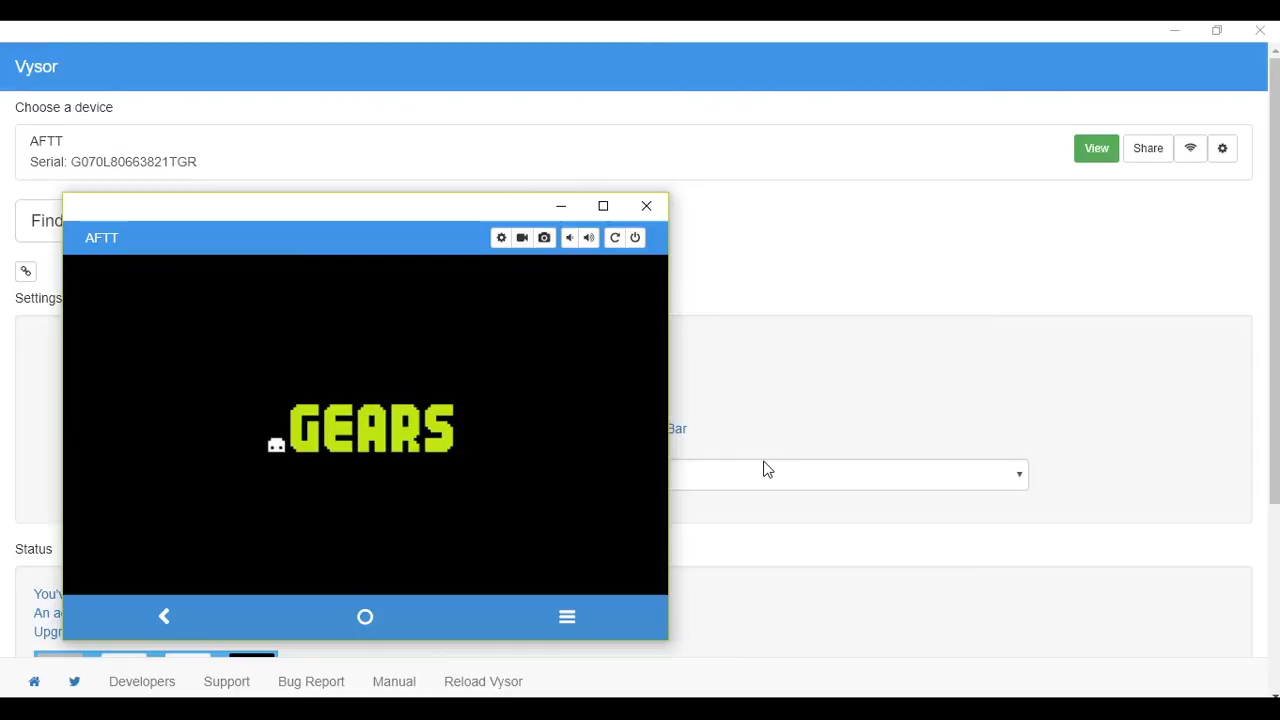 Vysor
Choose a device
AFTT
Serial: G070L80663821TGR
View
Share
Find
AFTT
Settings
GEARS
Bar
Status
You'v
An a
Upgr
Developers
Support
Bug Report
Manual
Reload Vysor